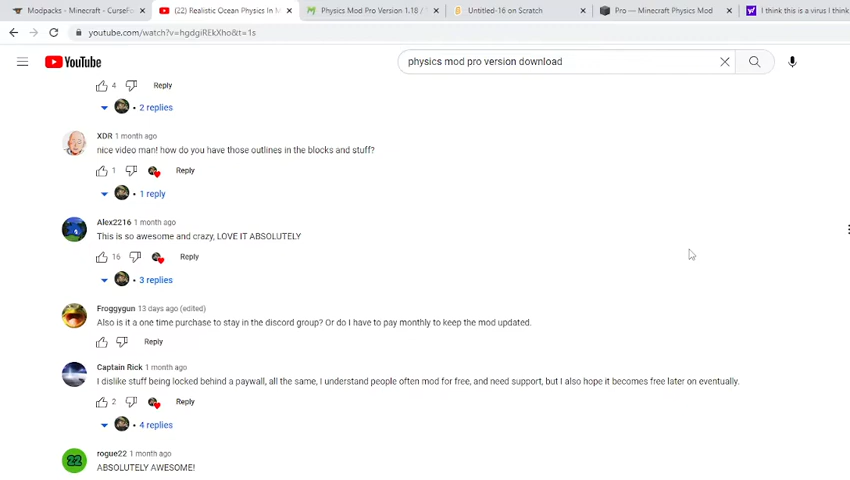 Modpacks - Minecraft - CurseF
(22) Realistic Ocean Physics In M
Physics Mod Pro Version 1.18 / 1
Untitled-16 on Scratch
Pro — Minecraft Physics Mod
I think this is a virus I think
youtube.com/watch?v=hgdgiREkXho&t=1s
YouTube
physics mod pro version download
4 Reply
2 replies
XDR 1 month ago
nice video man! how do you have those outlines in the blocks and stuff?
1 Reply
1 reply
Alex2216 1 month ago
This is so awesome and crazy, LOVE IT ABSOLUTELY
16 Reply
3 replies
Froggygun 13 days ago (edited)
Also is it a one time purchase to stay in the discord group? Or do I have to pay monthly to keep the mod updated.
Reply
Captain Rick 1 month ago
I dislike stuff being locked behind a paywall, all the same, I understand people often mod for free, and need support, but I also hope it becomes free later on eventually.
2 Reply
4 replies
22
rogue22 1 month ago
ABSOLUTELY AWESOME!